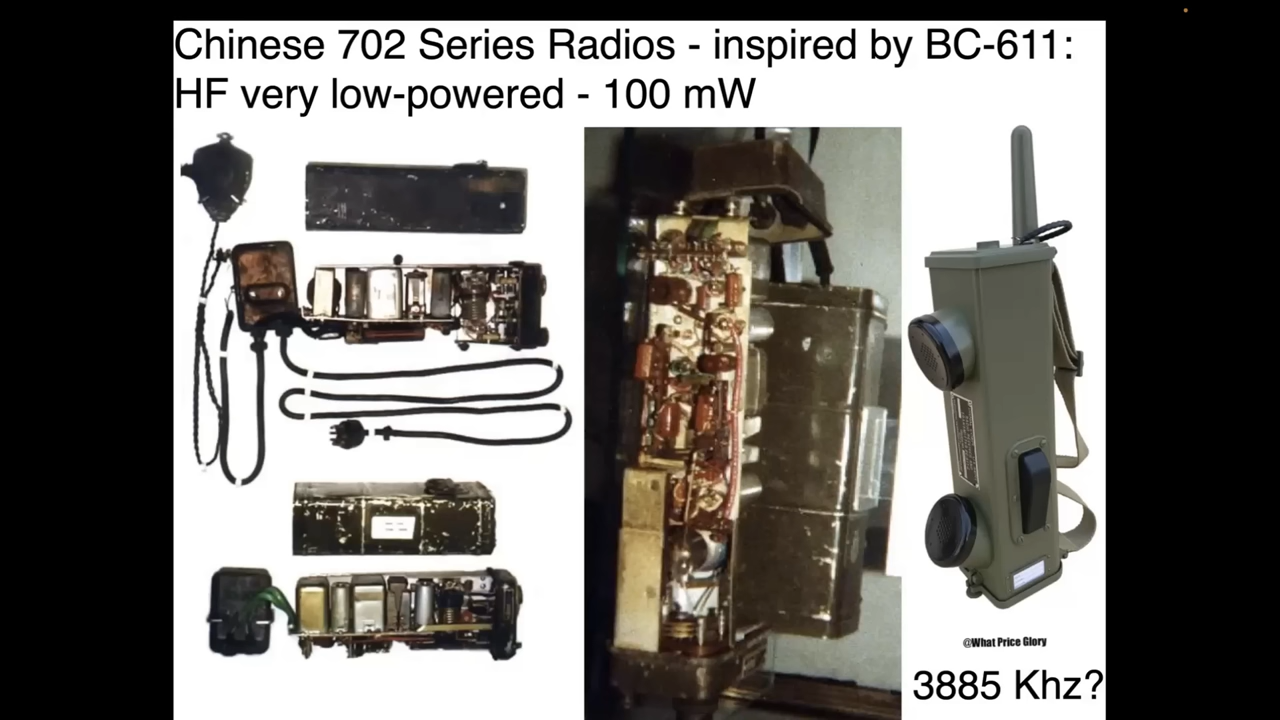 Chinese 702 Series Radios - inspired by BC-611:
HF very low-powered - 100 mW
@What Price Glory
3885 Khz?